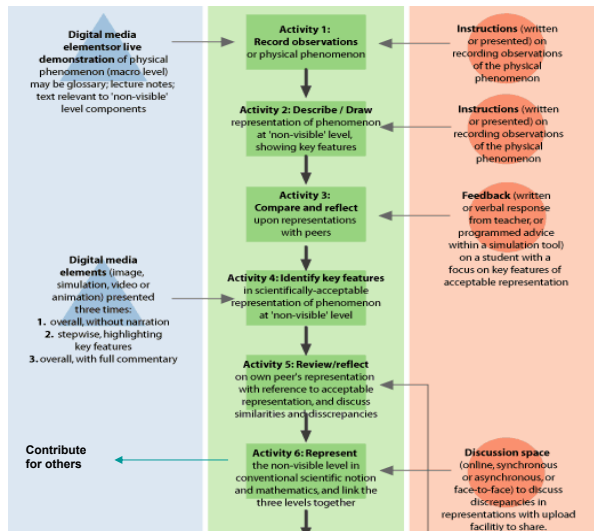 Digital media
elementsor live
demonstration of physical
phenomenon (macro level)
may be glossary; lecture notes;
text relevant to 'non-visible'
level components
Activity 1:
Record observations
or physical phenomenon
Instructions (written
or presented) on
recording observations
of the physical
phenomenon
Activity 2: Describe / Draw
representation of phenomenon
at 'non-visible' level,
showing key features
Instructions (written
or presented) on
recording observations
of the physical
phenomenon
Activity 3:
Compare and reflect
upon representations
with peers
Feedback (written
or verbal response
from teacher, or
programmed advice
within a simulation tool)
on a student with a
focus on key features of
acceptable representation
Digital media
elements (image,
simulation, video or
animation) presented
three times:
1. overall, without narration
2. stepwise, highlighting
key features
3. overall, with full commentary
Activity 4: Identify key features
in scientifically-acceptable
representation of phenomenon
at 'non-visible' level
Activity 5: Review/reflect
on own peer's representation
with reference to acceptable
representation, and discuss
similarities and disscrepancies
Contribute
for others
Activity 6: Represent
the non-visible level in
conventional scientific notion
and mathematics, and link the
three levels together
Discussion space
(online, synchronous
or asynchronous, or
face-to-face) to discuss
discrepancies in
representations with upload
facilitiy to share.